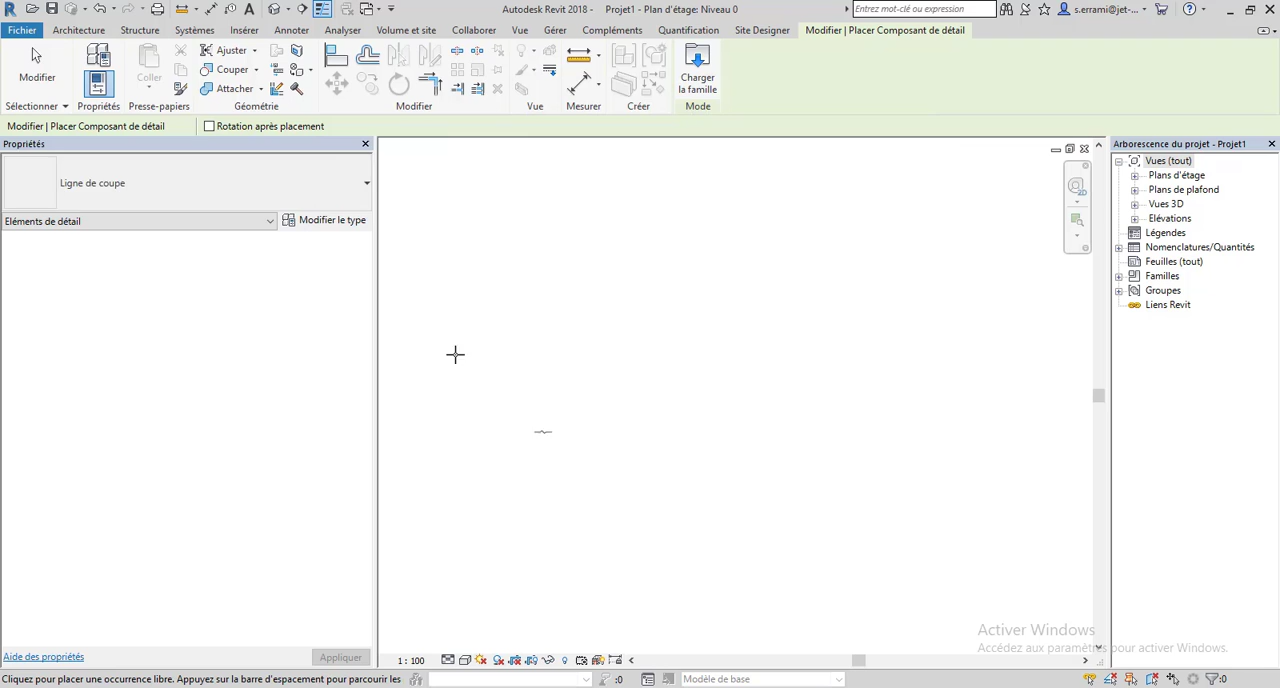 Autodesk Revit 2018 -     Projet1 - Plan d'étage: Niveau 0
Entrez mot-clé ou expression
s.errami@jet-...
Fichier
Architecture
Structure
Systèmes
Insérer
Annoter
Analyser
Volume et site
Collaborer
Vue
Gérer
Compléments
Quantification
Site Designer
Modifier | Placer Composant de détail
Modifier
Coller
Ajuster
Couper
Attacher
Charger
la famille
Sélectionner
Propriétés
Presse-papiers
Géométrie
Modifier
Vue
Mesurer
Créer
Mode
Modifier | Placer Composant de détail
Rotation après placement
Propriétés
Ligne de coupe
Eléments de détail
Modifier le type
2D
Arborescence du projet - Projet1
Vues (tout)
Plans d'étage
Plans de plafond
Vues 3D
Elévations
Légendes
Nomenclatures/Quantités
Feuilles (tout)
Familles
Groupes
Liens Revit
Activer Windows
Accédez aux paramètres pour activer Windows.
Aide des propriétés
Appliquer
1 : 100
Cliquez pour placer une occurrence libre. Appuyez sur la barre d'espacement pour parcourir les
:0
Modèle de base
:0